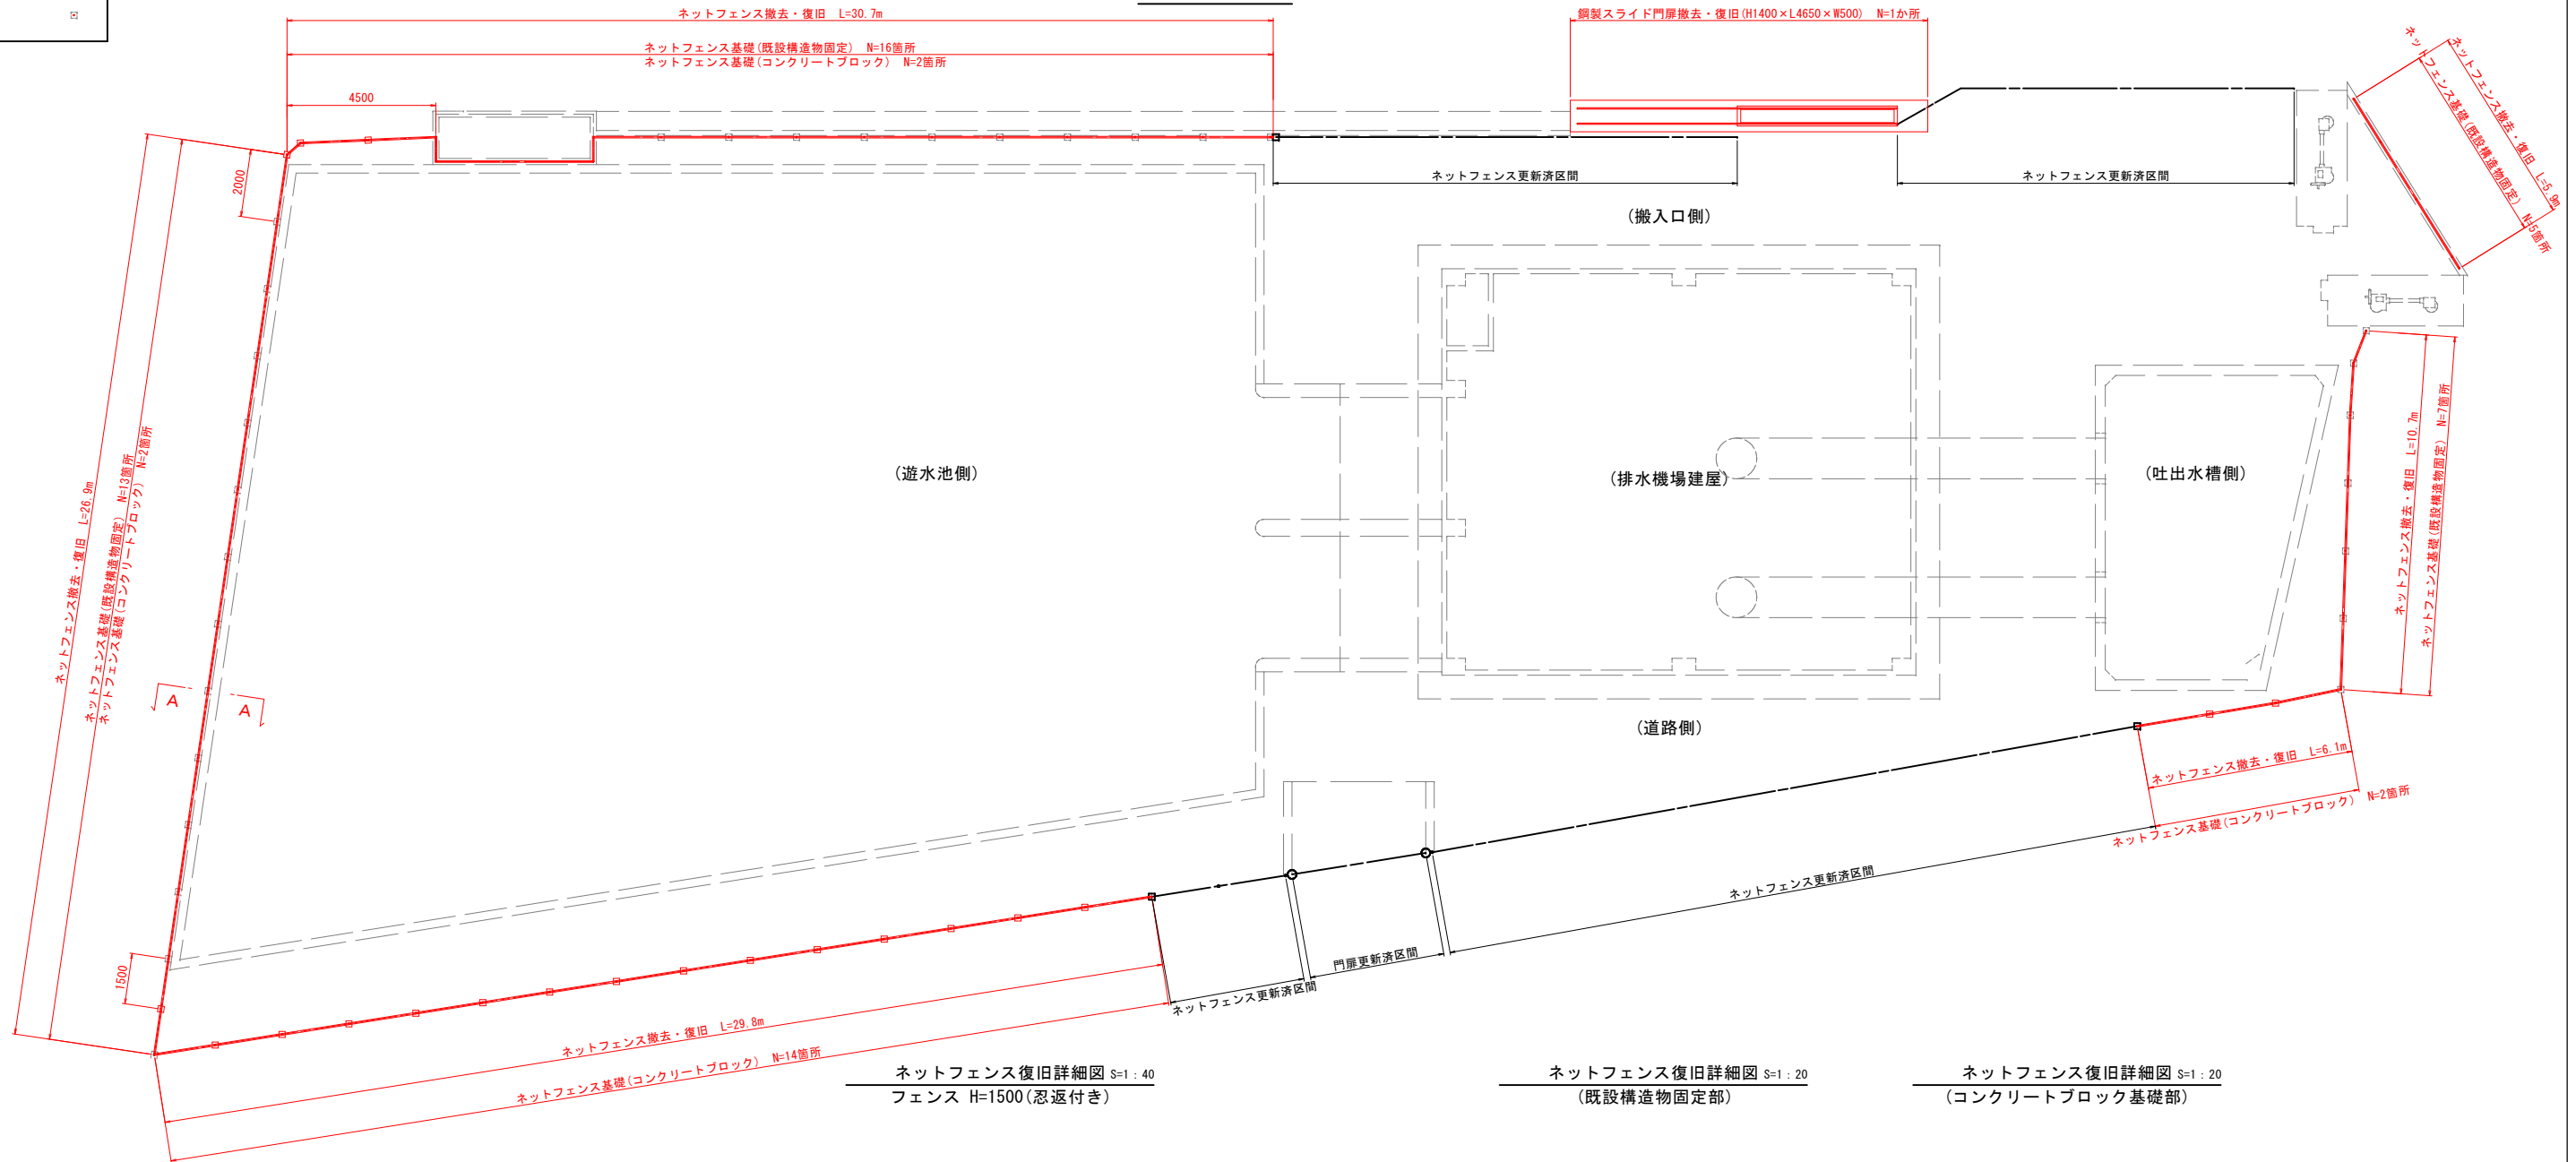 ネットフェンス撤去・復旧 L=30.7m
ネットフェンス基礎(既設構造物固定) N=16箇所
ネットフェンス基礎(コンクリートブロック) N=2箇所
4500
鋼製スライド門扉撤去・復旧(H1400×L4650×W500) N=1か所
ネットフェンス撤去・復旧 L=5.9m
ネットフェンス基礎(既設構造物固定) N=5箇所
2000
ネットフェンス更新済区間
ネットフェンス更新済区間
(搬入口側)
(遊水池側)
(排水機場建屋)
(吐出水槽側)
ネットフェンス撤去・復旧 L=26.9m
ネットフェンス基礎(既設構造物固定) N=13箇所
ネットフェンス基礎(コンクリートブロック) N=2箇所
ネットフェンス撤去・復旧 L=10.7m
ネットフェンス基礎(既設構造物固定) N=7箇所
A
A
(道路側)
ネットフェンス撤去・復旧 L=6.1m
ネットフェンス基礎(コンクリートブロック) N=2箇所
ネットフェンス更新済区間
門扉更新済区間
ネットフェンス更新済区間
1500
ネットフェンス撤去・復旧 L=29.8m
ネットフェンス基礎(コンクリートブロック) N=14箇所
ネットフェンス復旧詳細図 S=1:40
フェンス H=1500(忍返付き)
ネットフェンス復旧詳細図 S=1:20
(既設構造物固定部)
ネットフェンス復旧詳細図 S=1:20
(コンクリートブロック基礎部)